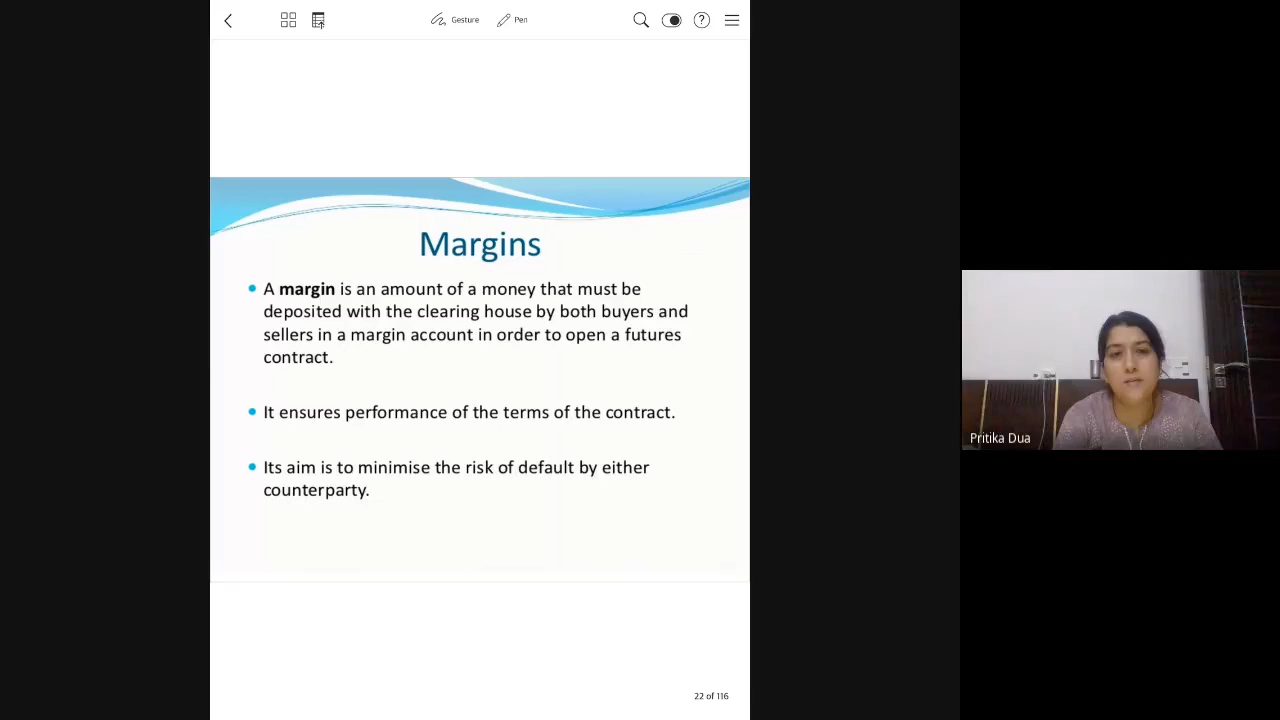 Gesture
Pen
Margins
A margin is an amount of a money that must be
deposited with the clearing house by both buyers and
sellers in a margin account in order to open a futures
contract.
It ensures performance of the terms of the contract.
Its aim is to minimise the risk of default by either
counterparty.
Pritika Dua
22 of 116